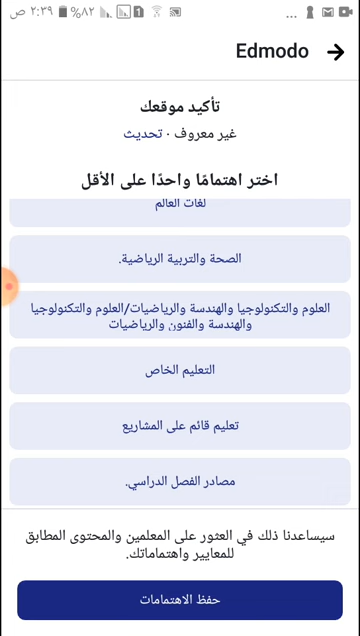 ٢:٣٩ ص
%٨٢
1
...
Edmodo
تأكيد موقعك
غير معروف · تحديث
اختر اهتمامًا واحدًا على الأقل
لغات العالم
الصحة والتربية الرياضية.
العلوم والتكنولوجيا والهندسة والرياضيات/العلوم والتكنولوجيا
والهندسة والفنون والرياضيات
التعليم الخاص
تعليم قائم على المشاريع
مصادر الفصل الدراسي.
سيساعدنا ذلك في العثور على المعلمين والمحتوى المطابق
للمعايير واهتماماتك.
حفظ الاهتمامات